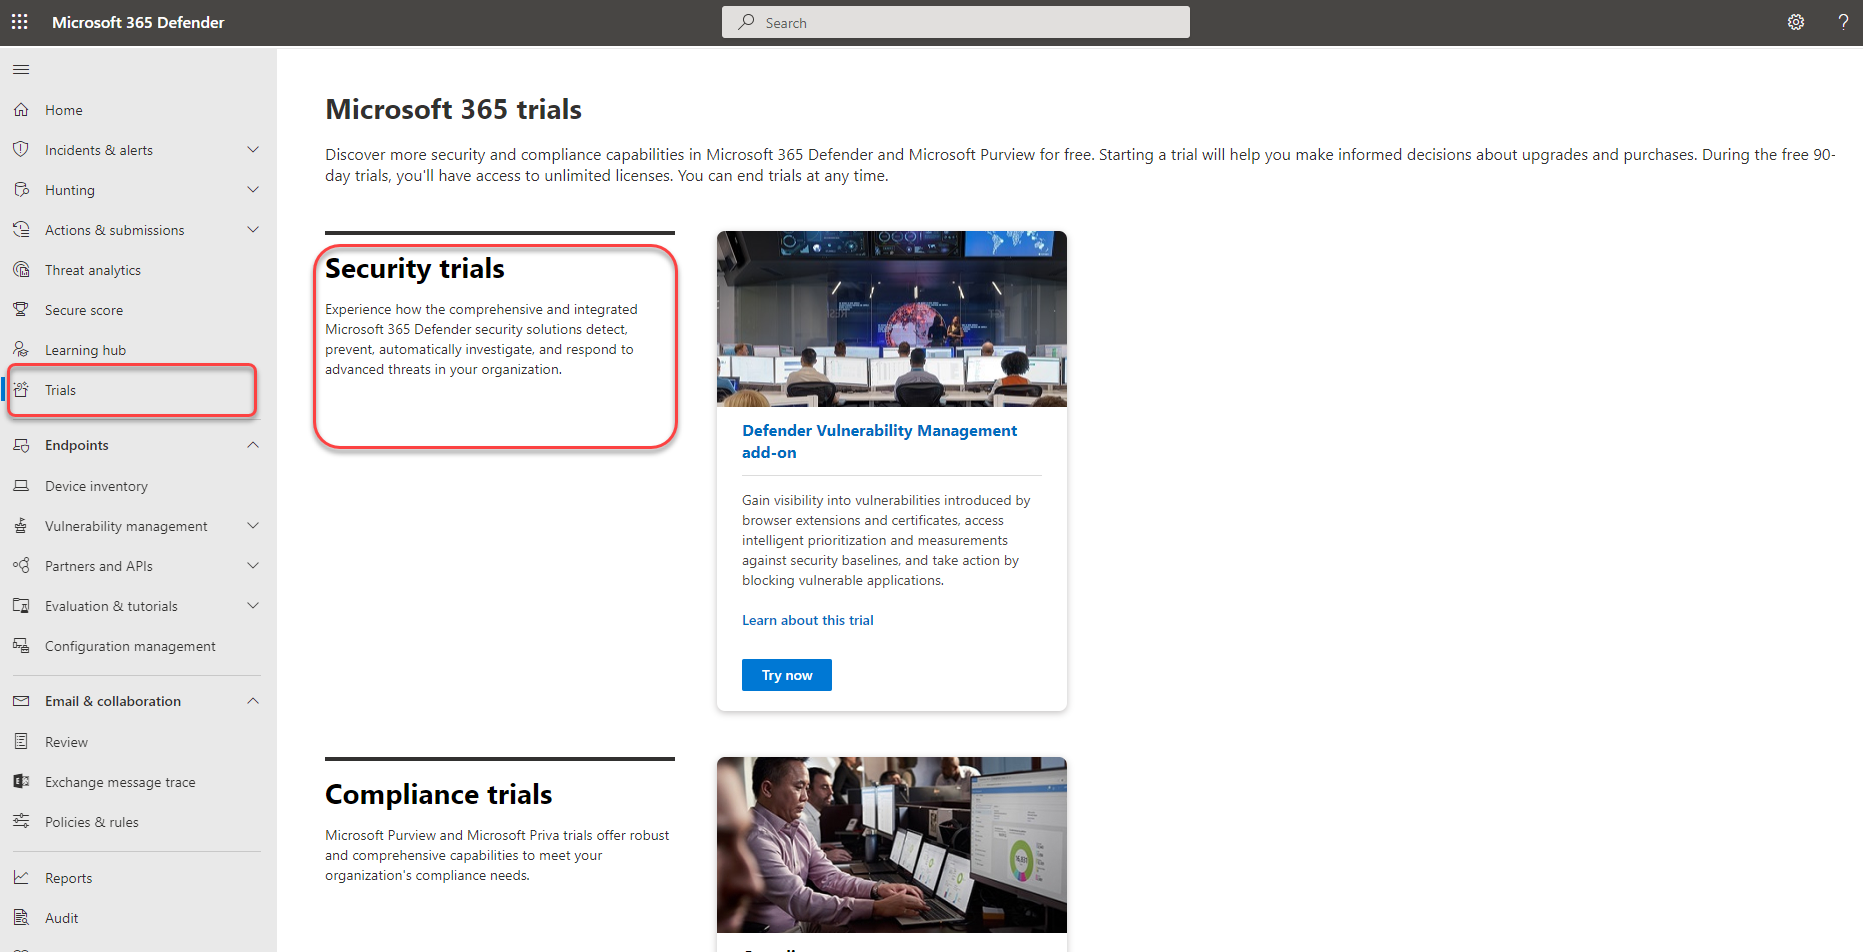 Microsoft 365 Defender
Search
?
Home
Incidents & alerts
Hunting
Actions & submissions
Threat analytics
Secure score
Learning hub
Trials
Endpoints
Device inventory
Vulnerability management
Partners and APIs
Evaluation & tutorials
Configuration management
Email & collaboration
Review
Exchange message trace
Policies & rules
Reports
Audit
Microsoft 365 trials
Discover more security and compliance capabilities in Microsoft 365 Defender and Microsoft Purview for free. Starting a trial will help you make informed decisions about upgrades and purchases. During the free 90-
day trials, you'll have access to unlimited licenses. You can end trials at any time.
Security trials
Experience how the comprehensive and integrated
Microsoft 365 Defender security solutions detect,
prevent, automatically investigate, and respond to
advanced threats in your organization.
Defender Vulnerability Management
add-on
Gain visibility into vulnerabilities introduced by
browser extensions and certificates, access
intelligent prioritization and measurements
against security baselines, and take action by
blocking vulnerable applications.
Learn about this trial
Try now
Compliance trials
Microsoft Purview and Microsoft Priva trials offer robust
and comprehensive capabilities to meet your
organization's compliance needs.